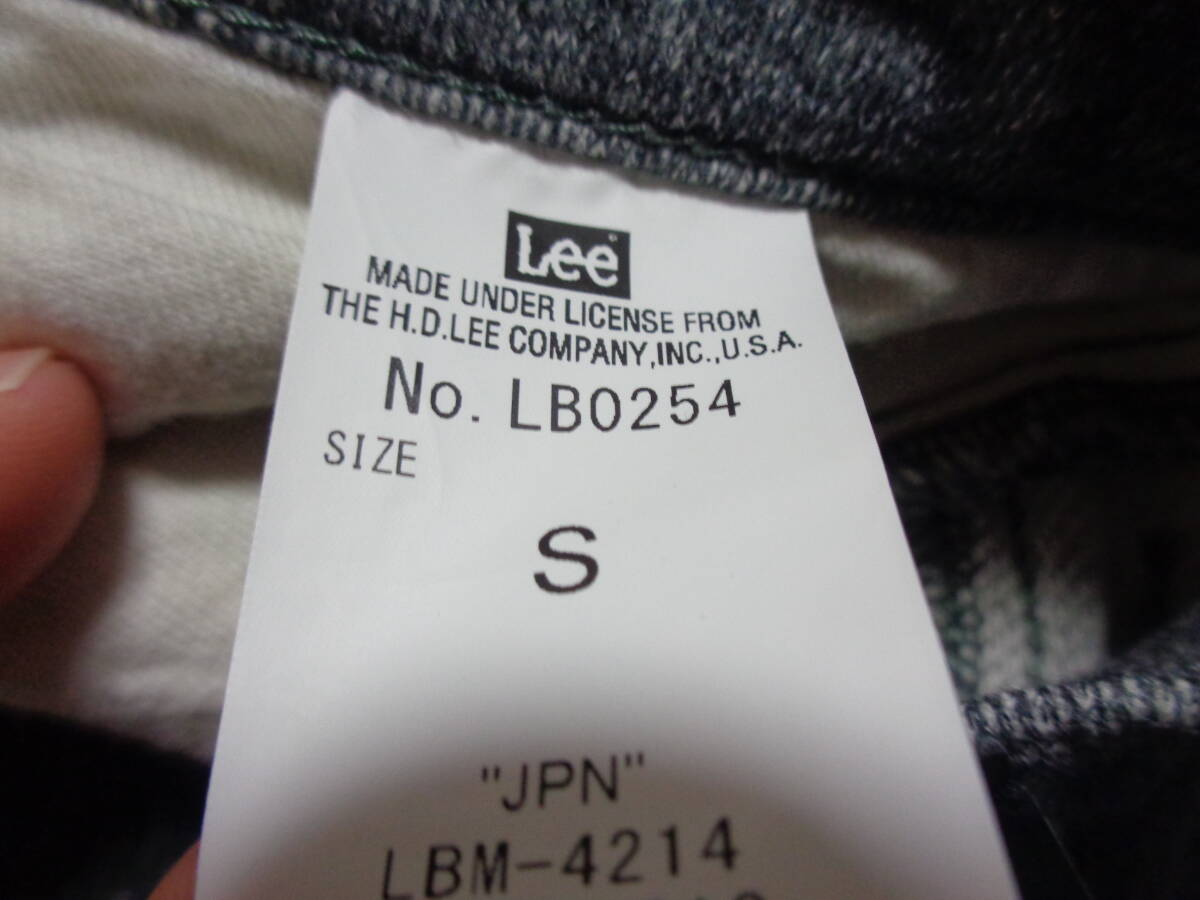 Lee
MADE UNDER LICENSE FROM
THE H.D.LEE COMPANY,INC.,U.S.A.
No. LB0254
SIZE
S
"JPN"
LBM-4214